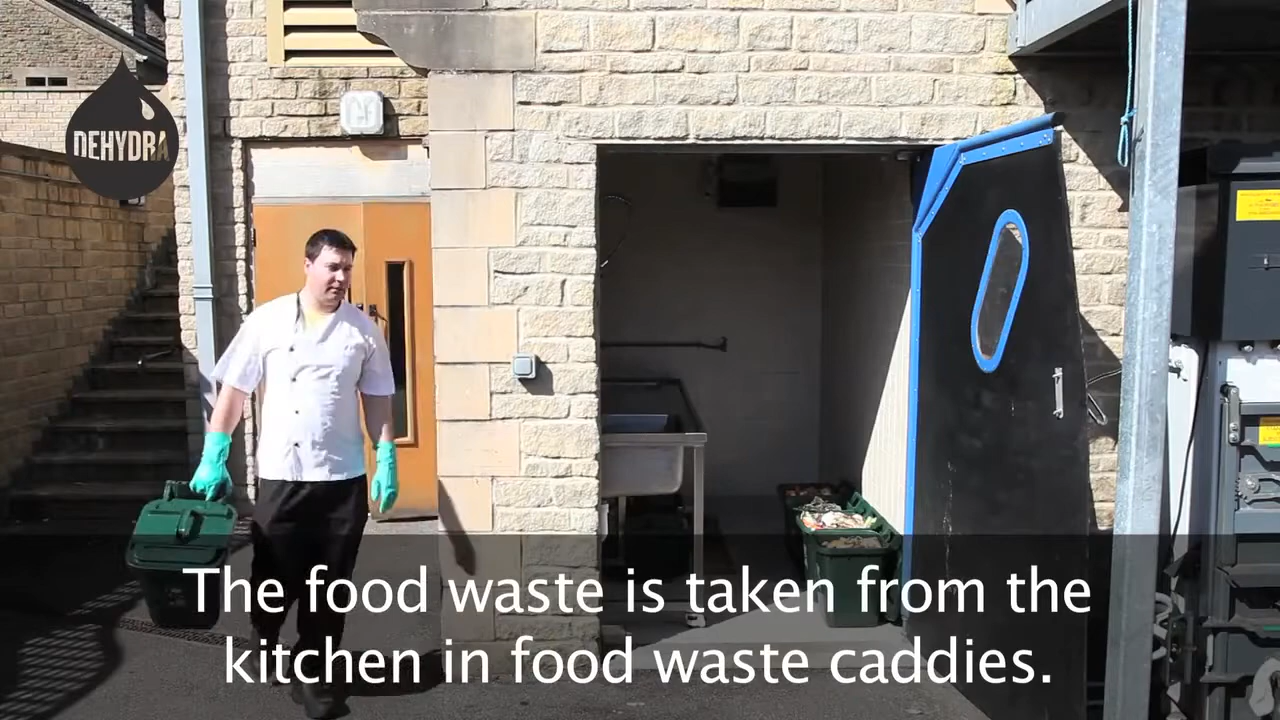 DEHYDRA
The food waste is taken from the
kitchen in food waste caddies.